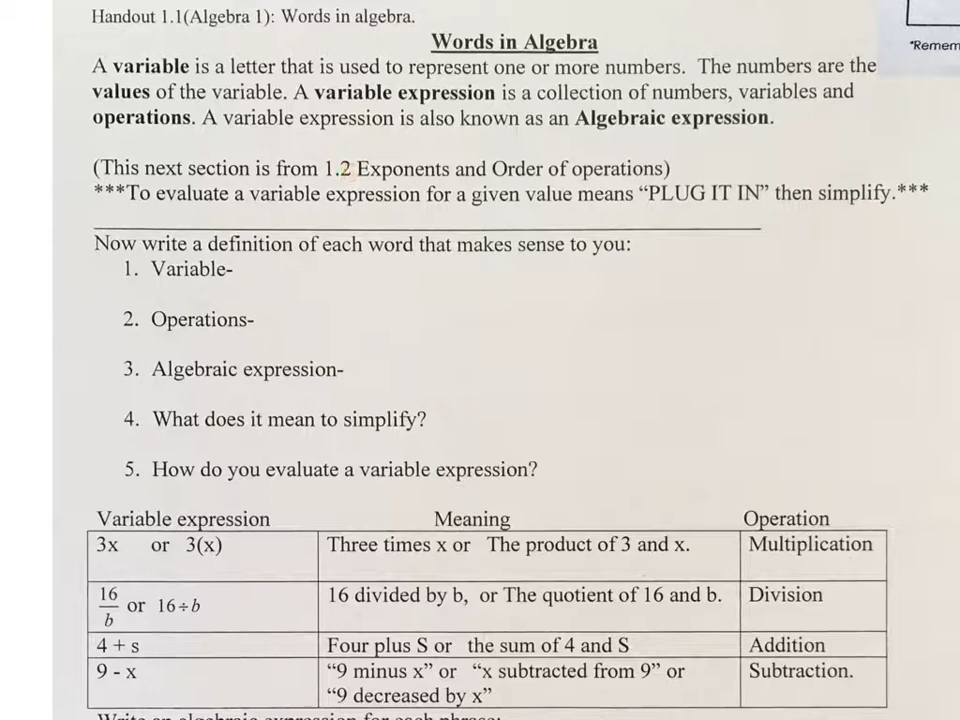 Handout 1.1(Algebra 1): Words in algebra.
Words in Algebra
*Remem
A variable is a letter that is used to represent one or more numbers. The numbers are the
values of the variable. A variable expression is a collection of numbers, variables and
operations. A variable expression is also known as an Algebraic expression.
(This next section is from 1.2 Exponents and Order of operations)
***To evaluate a variable expression for a given value means “PLUG IT IN” then simplify.***
Now write a definition of each word that makes sense to you:
1. Variable-
2. Operations-
3. Algebraic expression-
4. What does it mean to simplify?
5. How do you evaluate a variable expression?
Variable expression Meaning Operation
3x or 3(x) Three times x or The product of 3 and x. Multiplication
16/b or 16÷b 16 divided by b, or The quotient of 16 and b. Division
4 + s Four plus S or the sum of 4 and S Addition
9 - x “9 minus x” or “x subtracted from 9” or Subtraction.
“9 decreased by x”
Write an algebraic expression for each phrase: